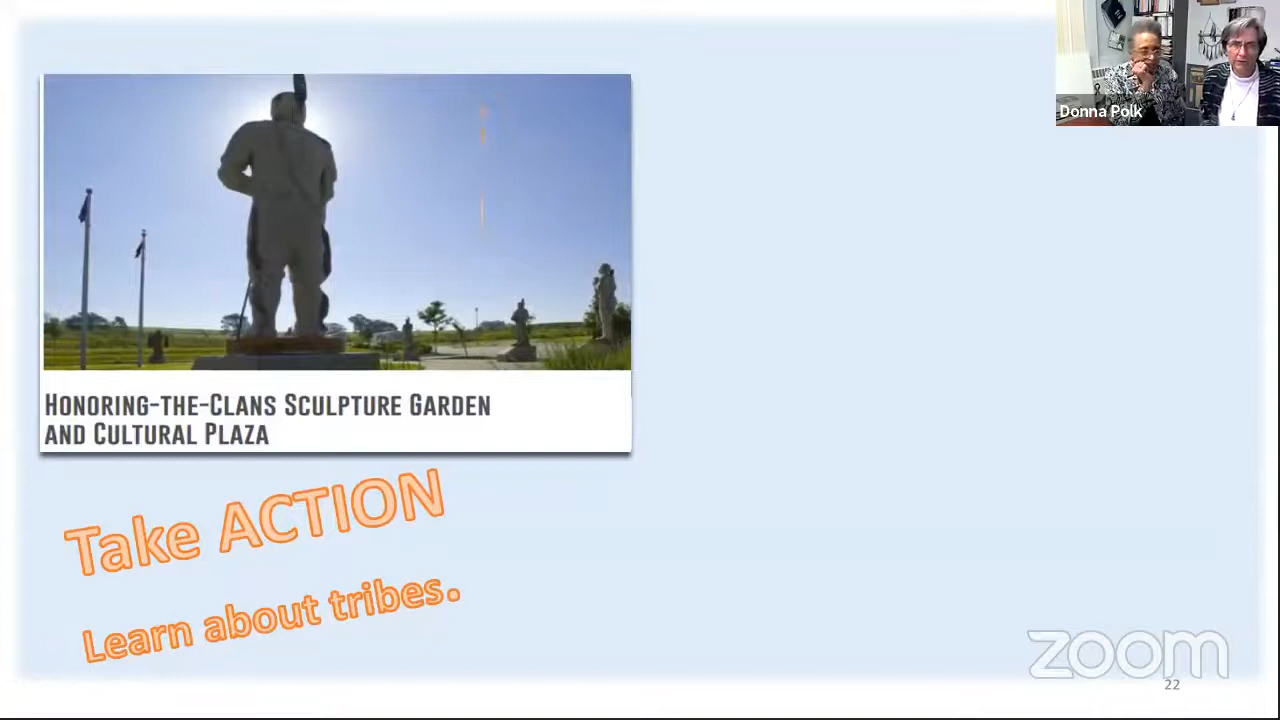 Donna Polk
HONORING-THE-CLANS SCULPTURE GARDEN
AND CULTURAL PLAZA
Take ACTION
Learn about tribes.
zoom
22